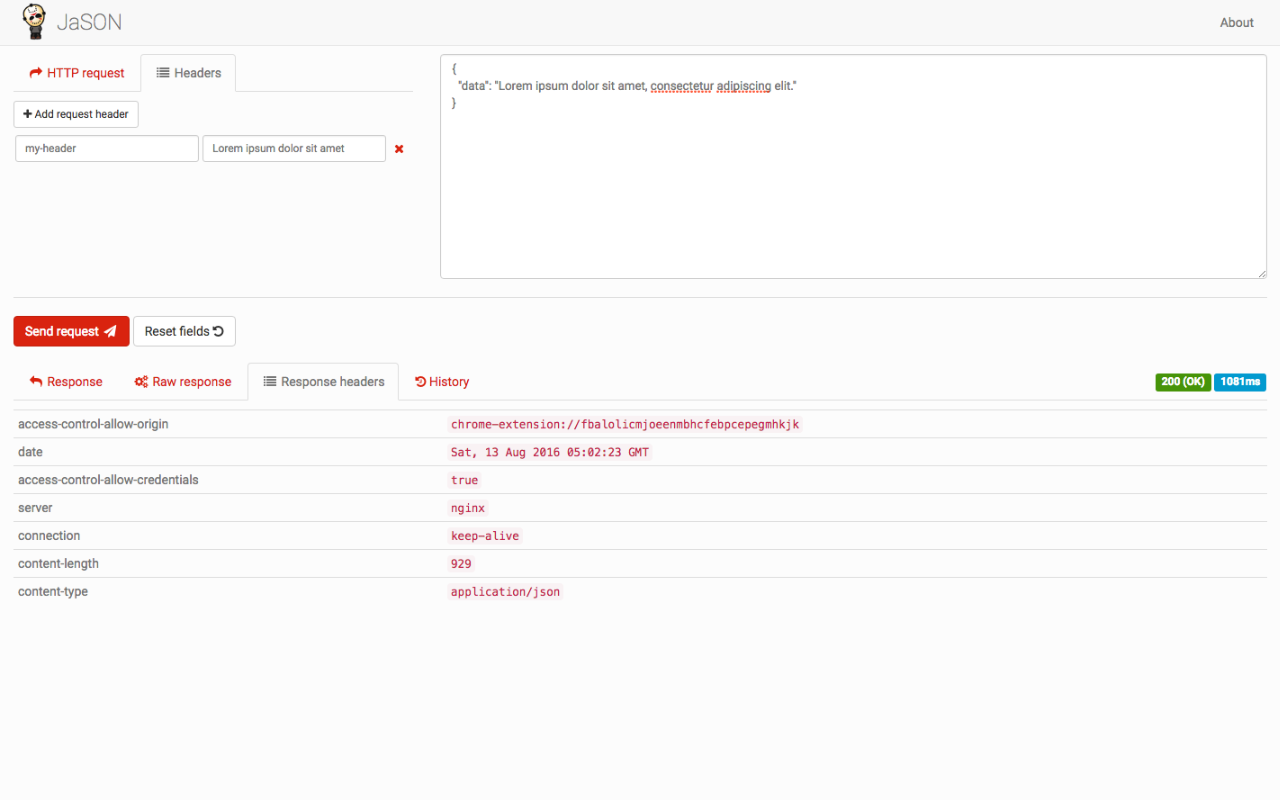 JaSON
About
HTTP request
Headers
Add request header
my-header
Lorem ipsum dolor sit amet
{
"data": "Lorem ipsum dolor sit amet, consectetur adipiscing elit."
}
Send request
Reset fields
Response
Raw response
Response headers
History
200 (OK)
1081ms
access-control-allow-origin chrome-extension://fbalolicmjoeenmbhcfebpcepegmhkjk
date Sat, 13 Aug 2016 05:02:23 GMT
access-control-allow-credentials true
server nginx
connection keep-alive
content-length 929
content-type application/json